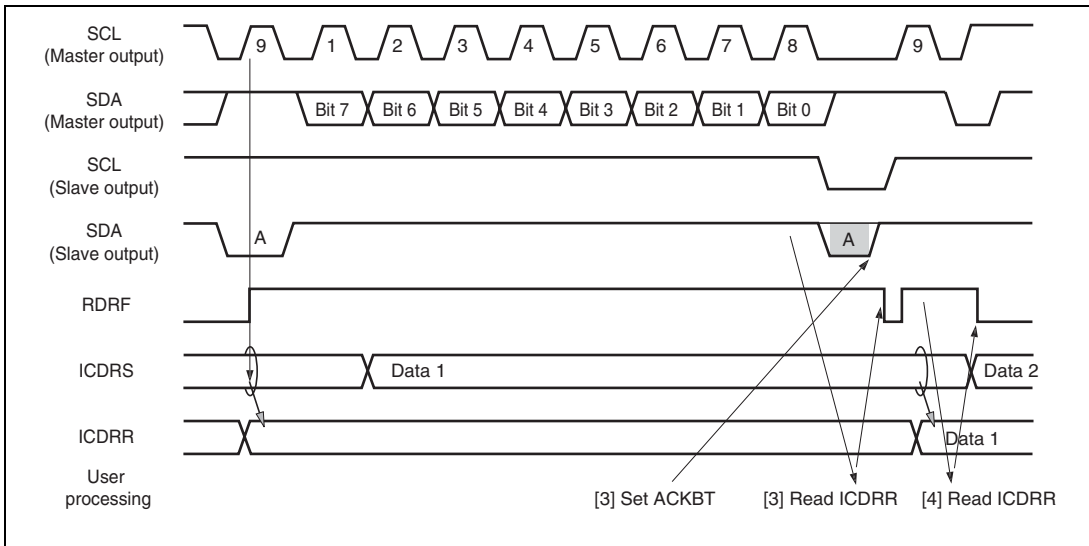 SCL
(Master output)
9 1 2 3 4 5 6 7 8 9
SDA
(Master output)
Bit 7 Bit 6 Bit 5 Bit 4 Bit 3 Bit 2 Bit 1 Bit 0
SCL
(Slave output)
SDA
(Slave output)
A A
RDRF
ICDRS
Data 1 Data 2
ICDRR
Data 1
User
processing
[3] Set ACKBT [3] Read ICDRR [4] Read ICDRR